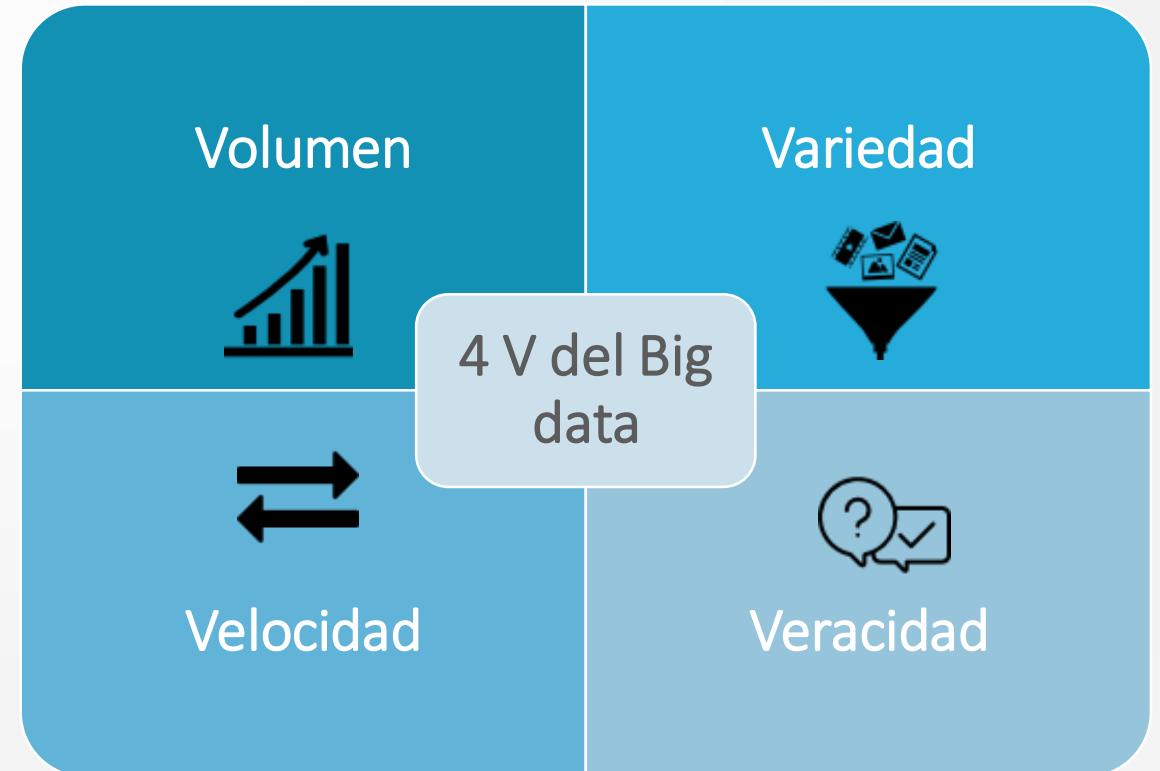 Volumen
Variedad
4 V del Big
data
Velocidad
Veracidad